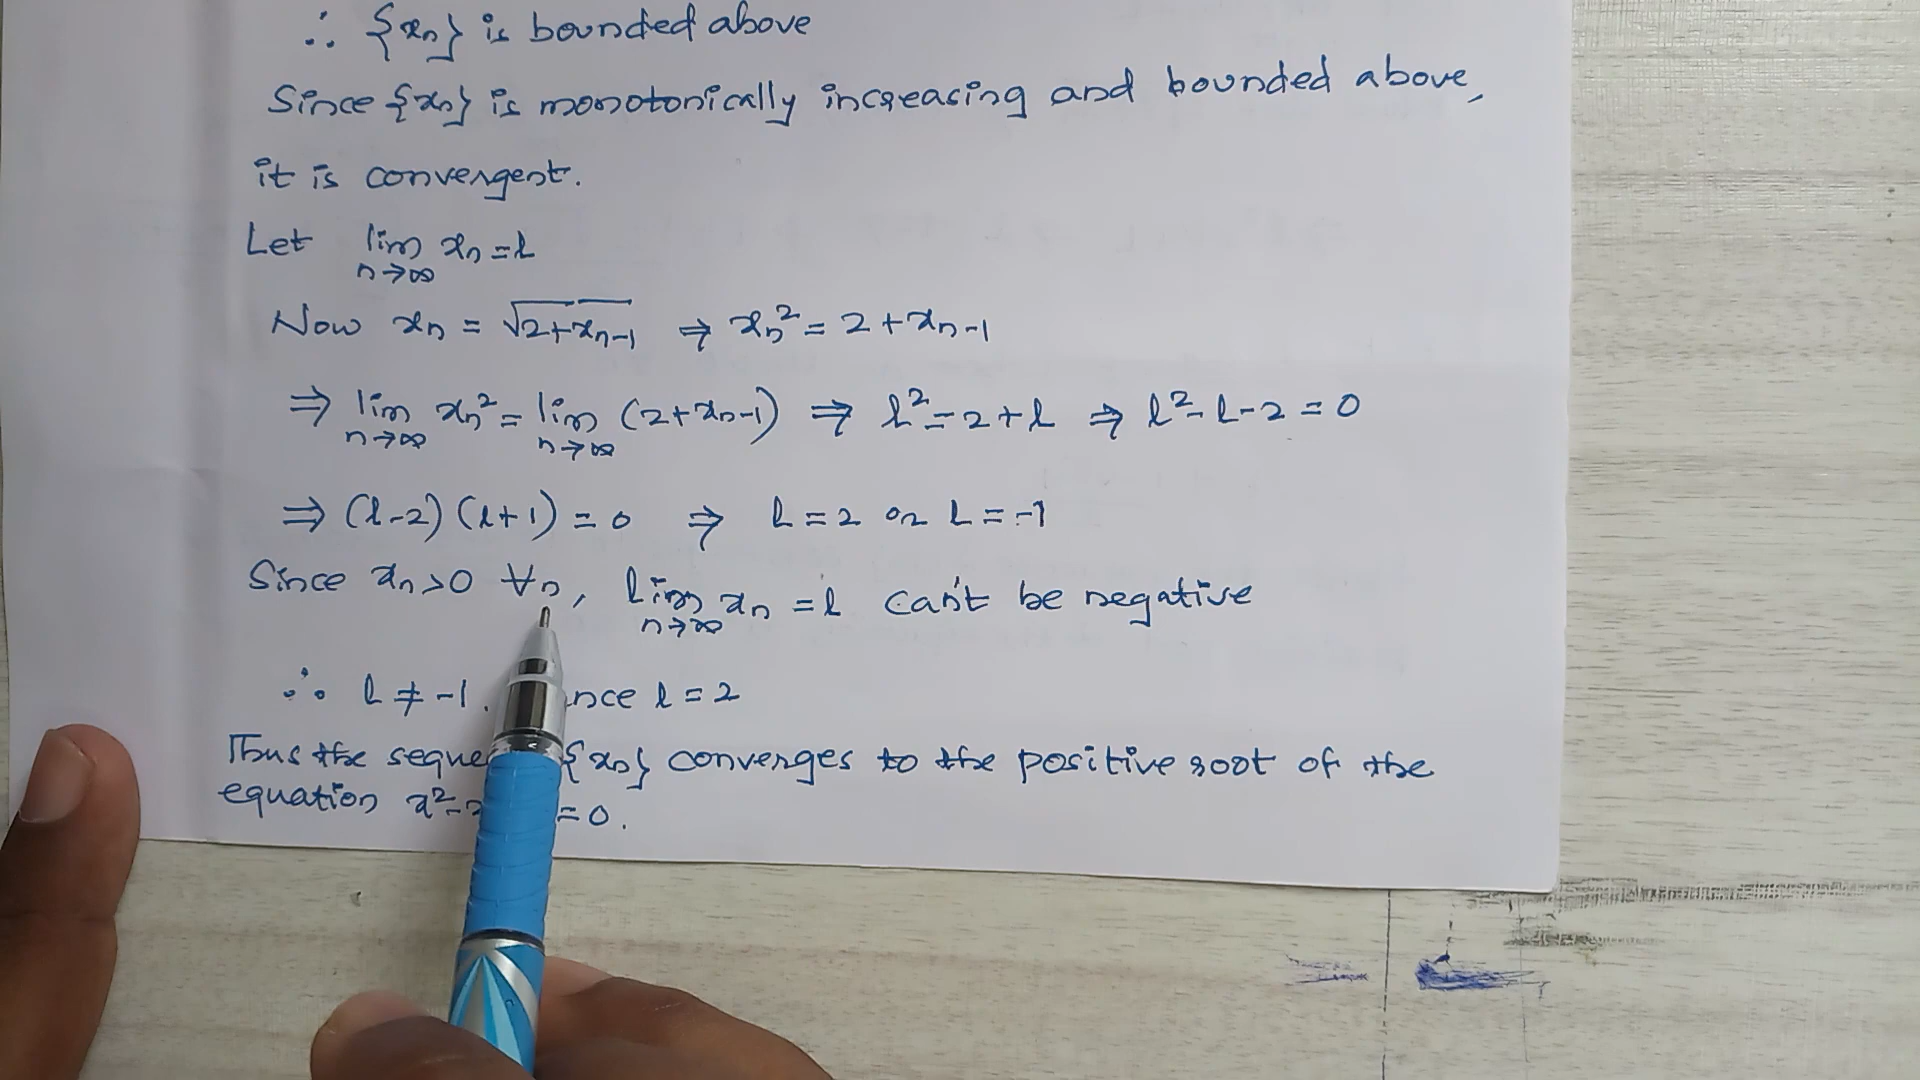 ∴ {xn} is bounded above
Since {xn} is monotonically increasing and bounded above,
it is convergent.
Let lim n→∞ xn = l
Now xn = √(2+xn-1) ⇒ xn² = 2+xn-1
⇒ lim n→∞ xn² = lim n→∞ (2+xn-1) ⇒ l² = 2+l ⇒ l²-l-2 = 0
⇒ (l-2)(l+1) = 0 ⇒ l = 2 or l = -1
Since xn>0 ∀n, lim n→∞ xn = l can't be negative
∴ l ≠ -1. nce l = 2
Thus the seque {xn} converges to the positive root of the
equation x²- =0.